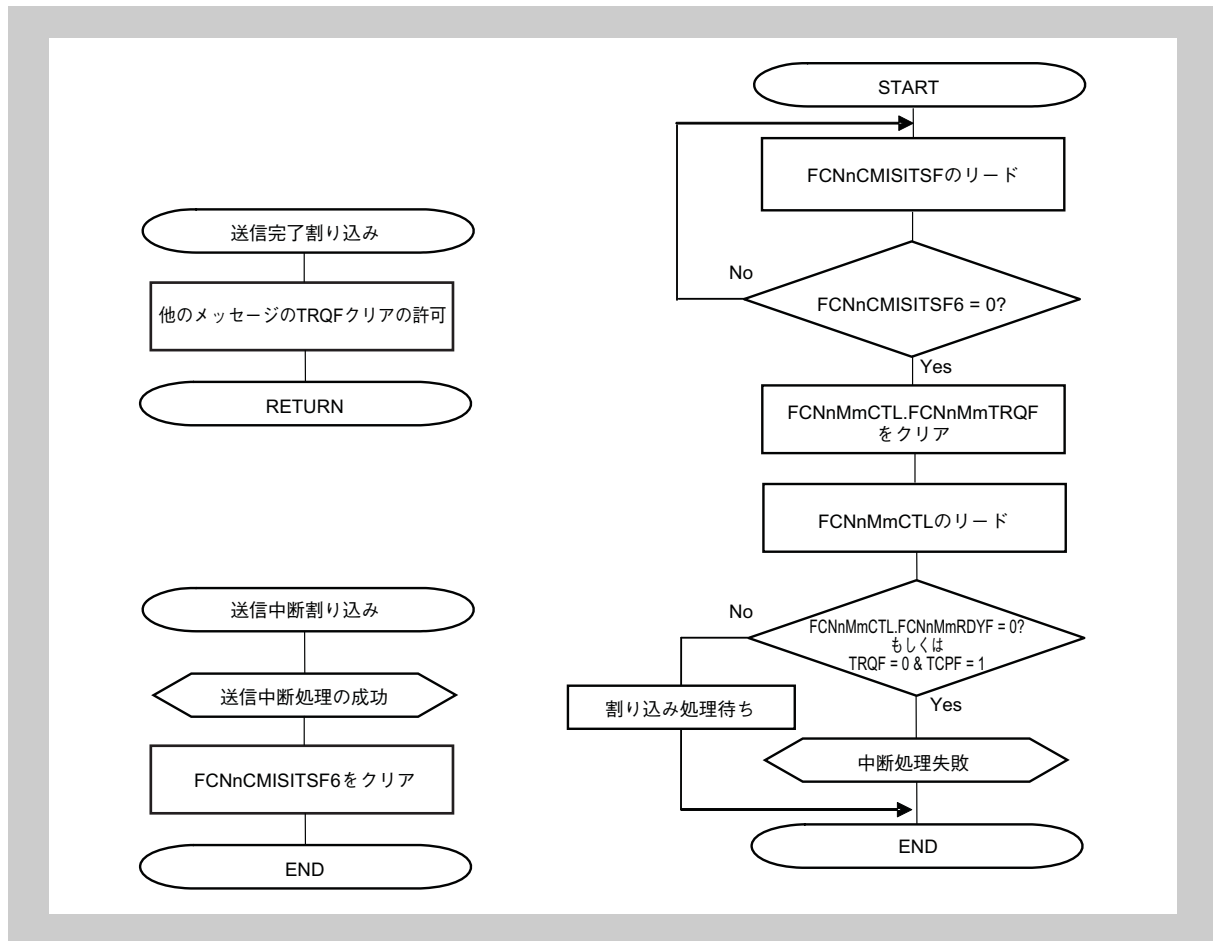 送信完了割り込み
他のメッセージのTRQFクリアの許可
RETURN
送信中断割り込み
送信中断処理の成功
FCNnCMISITSF6をクリア
END
START
FCNnCMISITSFのリード
No
FCNnCMISITSF6 = 0?
Yes
FCNnMmCTL.FCNnMmTRQF
をクリア
FCNnMmCTLのリード
No
FCNnMmCTL.FCNnMmRDYF = 0?
もしくは
TRQF = 0 & TCPF = 1
Yes
割り込み処理待ち
中断処理失敗
END